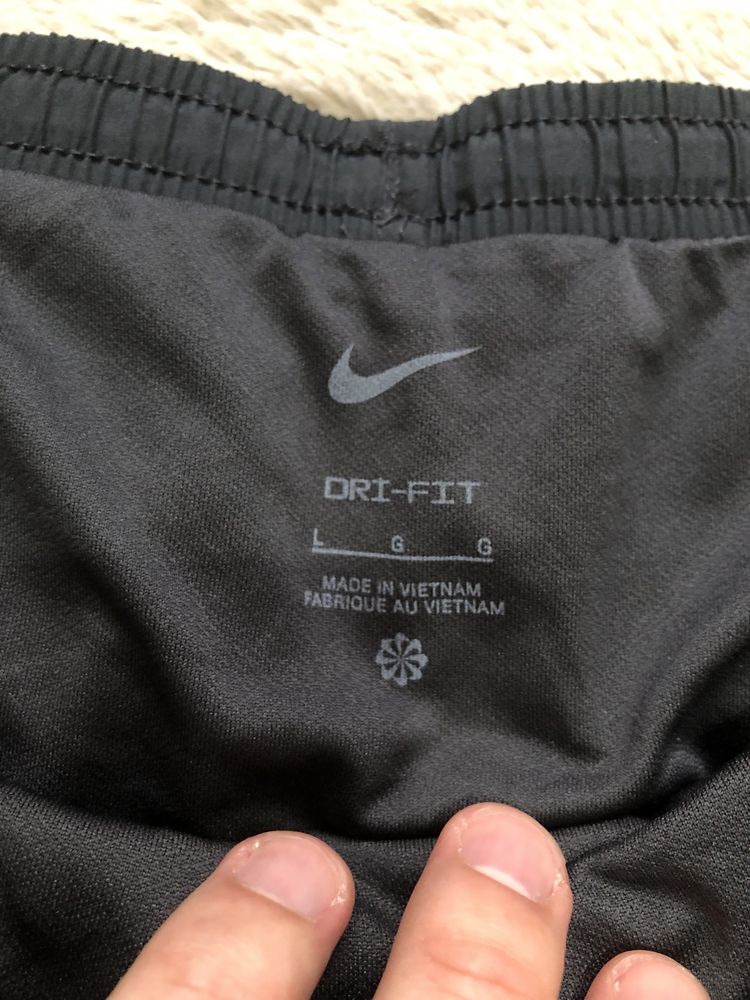 DRI-FIT
L G G
MADE IN VIETNAM
FABRIQUE AU VIETNAM